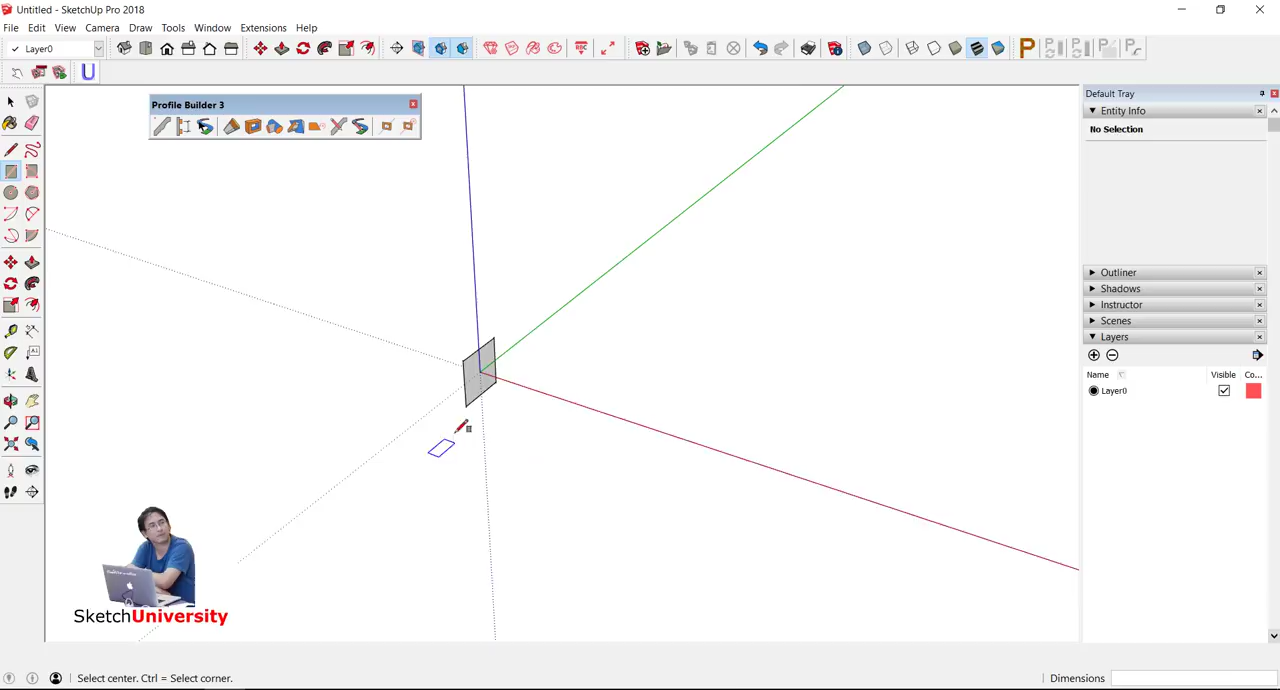 Untitled - SketchUp Pro 2018
File Edit View Camera Draw Tools Window Extensions Help
Layer0
Profile Builder 3
Default Tray
Entity Info
No Selection
Outliner
Shadows
Instructor
Scenes
Layers
Name Visible Co...
Layer0
SketchUniversity
Select center. Ctrl = Select corner.
Dimensions